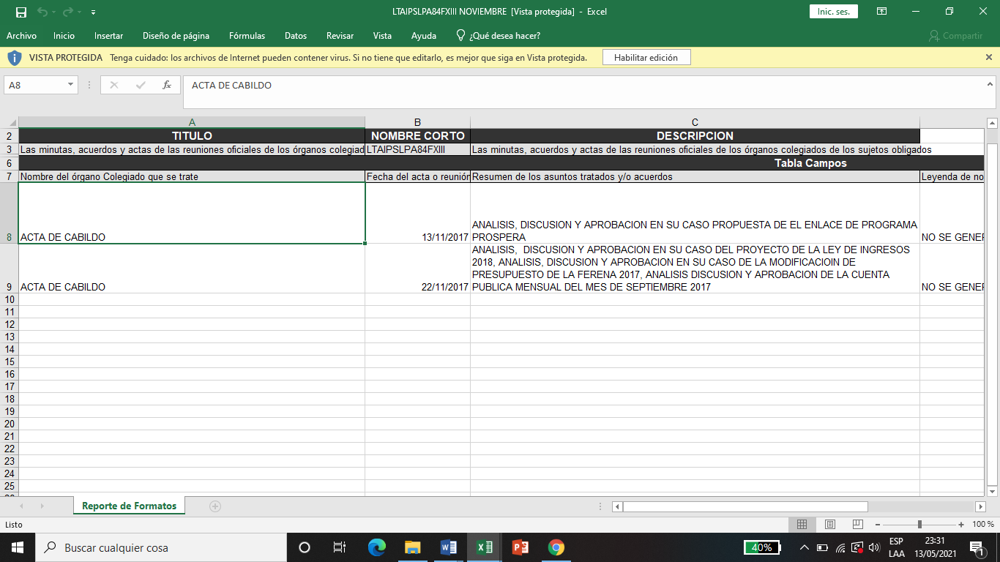 LTAIPSLPA84FXIII NOVIEMBRE [Vista protegida] - Excel
Inic. ses.
Archivo Inicio Insertar Diseño de página Fórmulas Datos Revisar Vista Ayuda ¿Qué desea hacer? Compartir
VISTA PROTEGIDA Tenga cuidado: los archivos de Internet pueden contener virus. Si no tiene que editarlo, es mejor que siga en Vista protegida. Habilitar edición
A8 fx ACTA DE CABILDO
A B C
2 TITULO NOMBRE CORTO DESCRIPCION
3 Las minutas, acuerdos y actas de las reuniones oficiales de los órganos colegiad LTAIPSLPA84FXIII Las minutas, acuerdos y actas de las reuniones oficiales de los órganos colegiados de los sujetos obligados
6 Tabla Campos
7 Nombre del órgano Colegiado que se trate Fecha del acta o reunión Resumen de los asuntos tratados y/o acuerdos Leyenda de no
ANALISIS, DISCUSION Y APROBACION EN SU CASO PROPUESTA DE EL ENLACE DE PROGRAMA
8 ACTA DE CABILDO 13/11/2017 PROSPERA NO SE GENER
ANALISIS, DISCUSION Y APROBACION EN SU CASO DEL PROYECTO DE LA LEY DE INGRESOS
2018, ANALISIS, DISCUSION Y APROBACION EN SU CASO DE LA MODIFICACIOIN DE
PRESUPUESTO DE LA FERENA 2017, ANALISIS DISCUSION Y APROBACION DE LA CUENTA
9 ACTA DE CABILDO 22/11/2017 PUBLICA MENSUAL DEL MES DE SEPTIEMBRE 2017 NO SE GENER
10
11
12
13
14
15
16
17
18
19
20
21
22
23
24
25
Reporte de Formatos
Listo 100 %
Buscar cualquier cosa
40%
ESP 23:31
LAA 13/05/2021
1